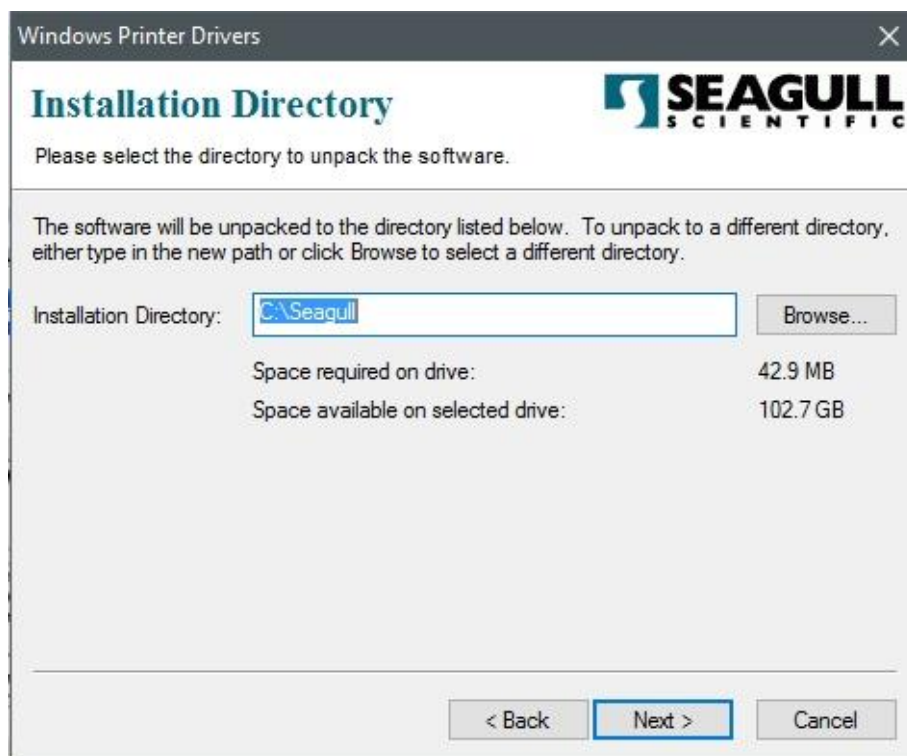 Windows Printer Drivers
Installation Directory
SEAGULL
SCIENTIFIC
Please select the directory to unpack the software.
The software will be unpacked to the directory listed below. To unpack to a different directory,
either type in the new path or click Browse to select a different directory.
Installation Directory: C:\Seagull Browse...
Space required on drive: 42.9 MB
Space available on selected drive: 102.7 GB
< Back Next > Cancel